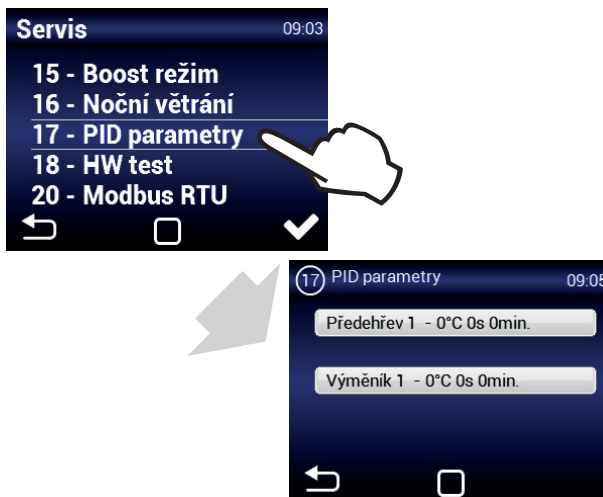 Servis 09:03
15 - Boost režim
16 - Noční větrání
17 - PID parametry
18 - HW test
20 - Modbus RTU
17 PID parametry 09:05
Předehřev 1 - 0°C 0s 0min.
Výměník 1 - 0°C 0s 0min.